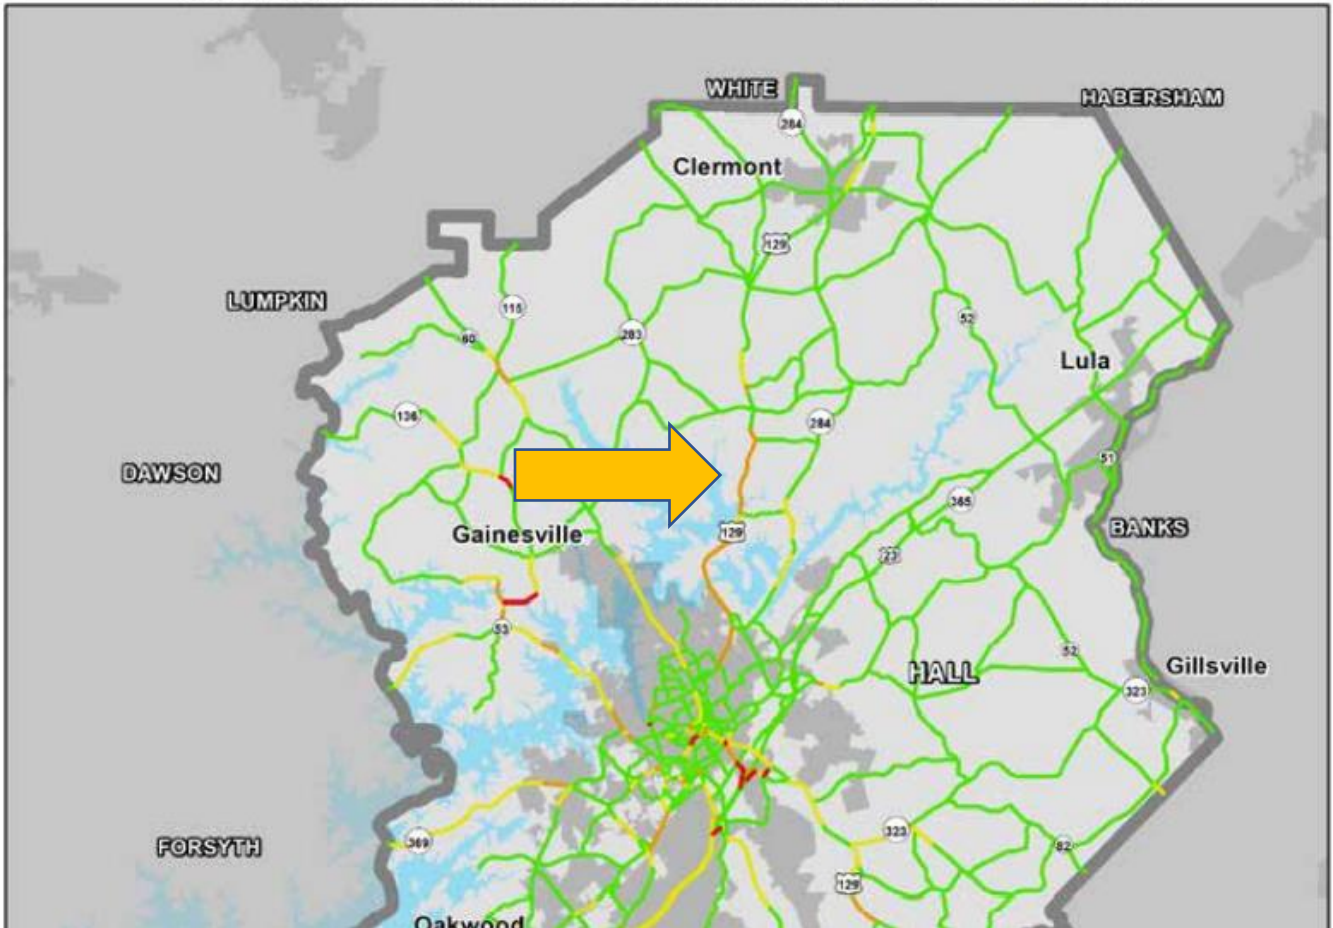 WHITE
HABERSHAM
284
Clermont
129
LUMPKIN
115
60
283
52
Lula
136
284
51
DAWSON
365
Gainesville
129
BANKS
23
53
52
HALL
Gillsville
323
369
FORSYTH
323
82
129
Oakwood